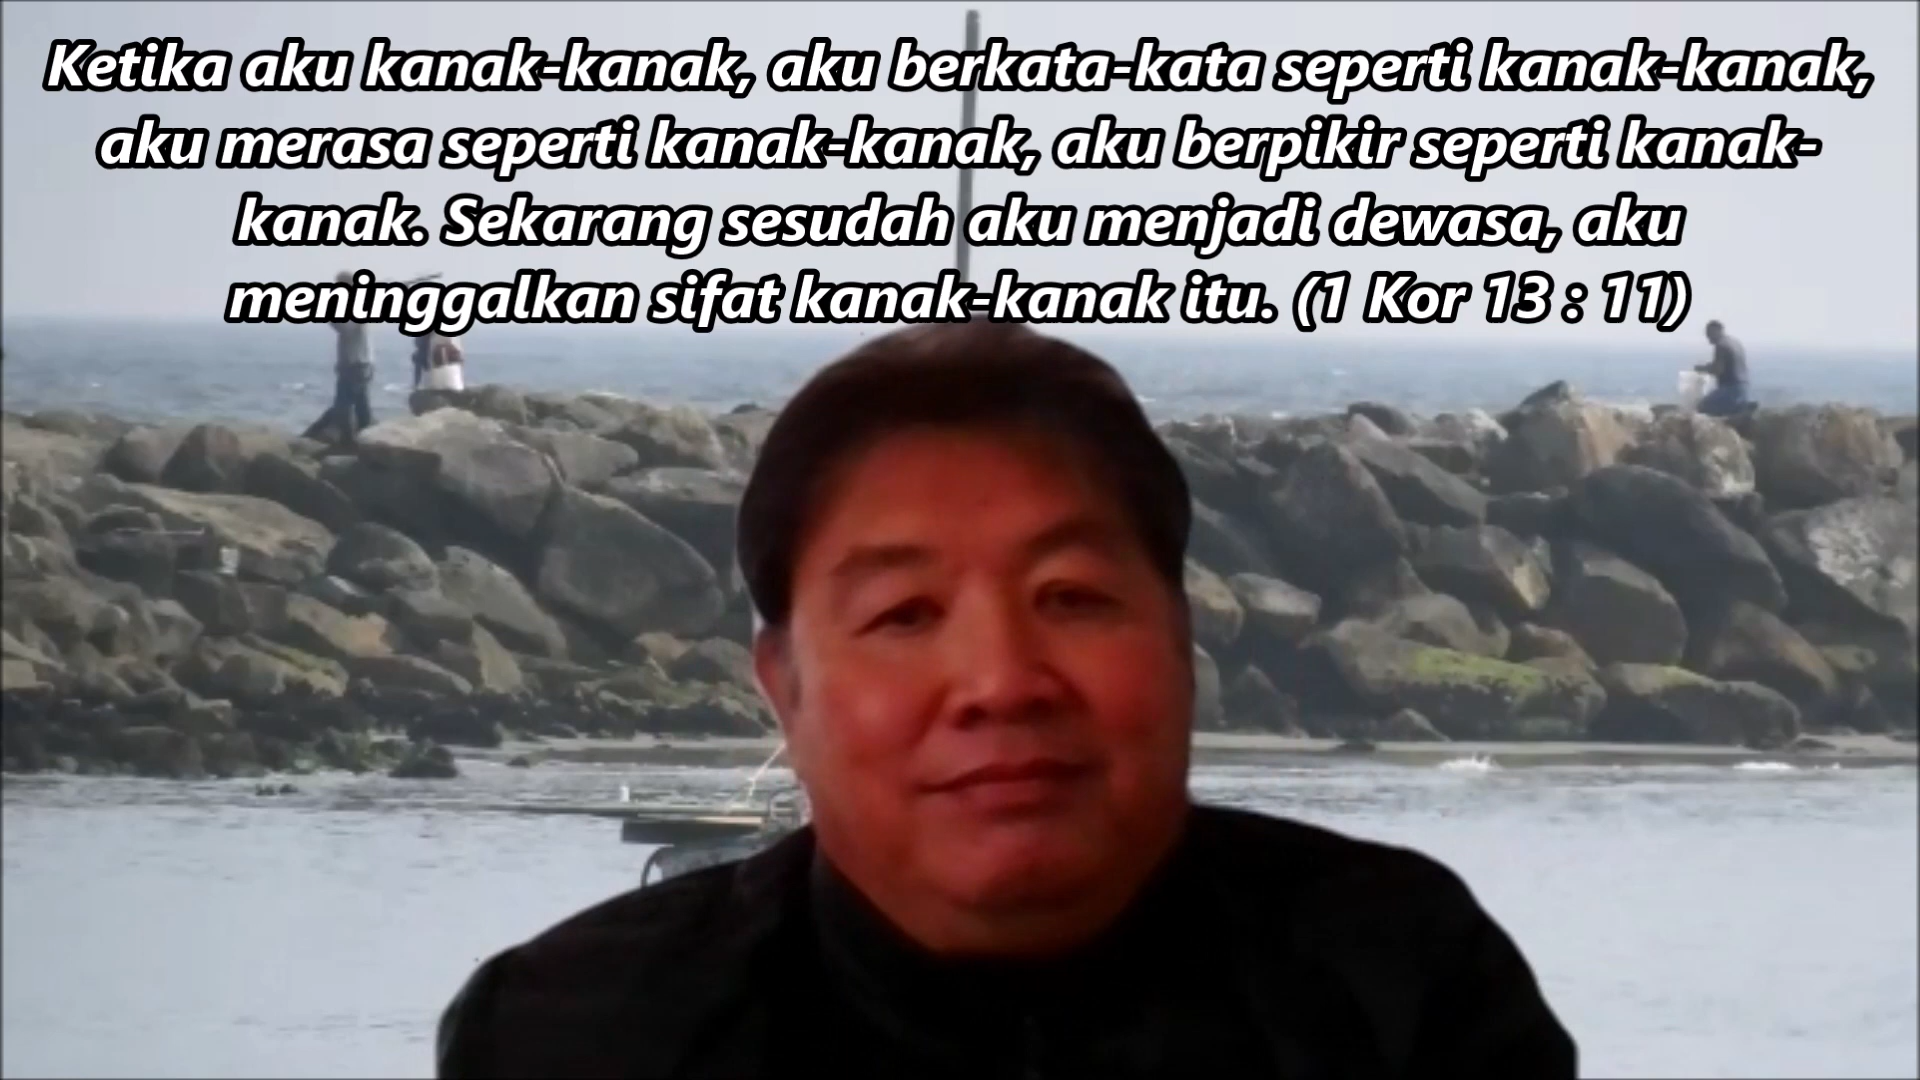 Ketika aku kanak-kanak, aku berkata-kata seperti kanak-kanak,
aku merasa seperti kanak-kanak, aku berpikir seperti kanak-
kanak. Sekarang sesudah aku menjadi dewasa, aku
meninggalkan sifat kanak-kanak itu. (1 Kor 13 : 11)